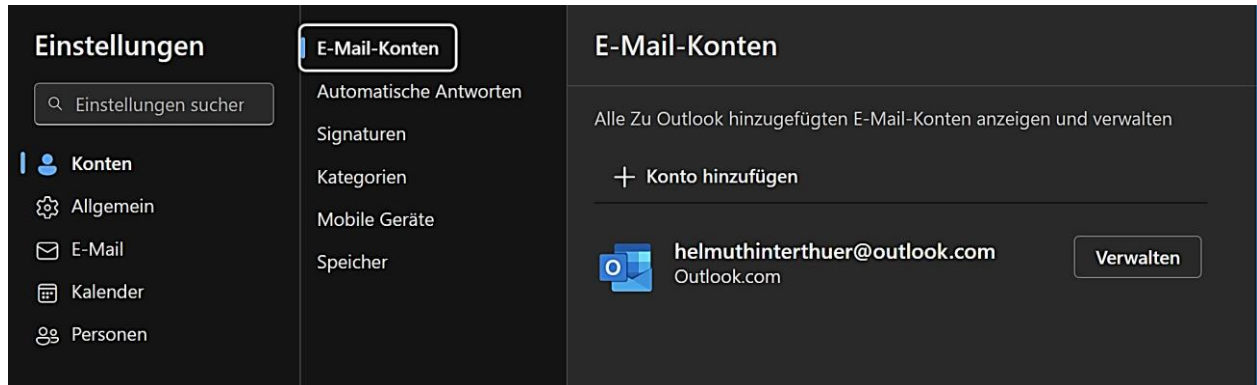 Einstellungen
Einstellungen sucher
Konten
Allgemein
E-Mail
Kalender
Personen
E-Mail-Konten
Automatische Antworten
Signaturen
Kategorien
Mobile Geräte
Speicher
E-Mail-Konten
Alle Zu Outlook hinzugefügten E-Mail-Konten anzeigen und verwalten
Konto hinzufügen
helmuthinterthuer@outlook.com
Outlook.com
Verwalten